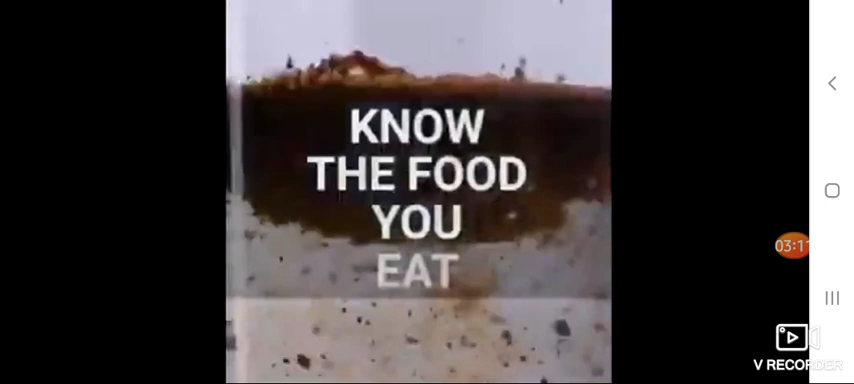 KNOW
THE FOOD
YOU
EAT
03:11
V RECORDER